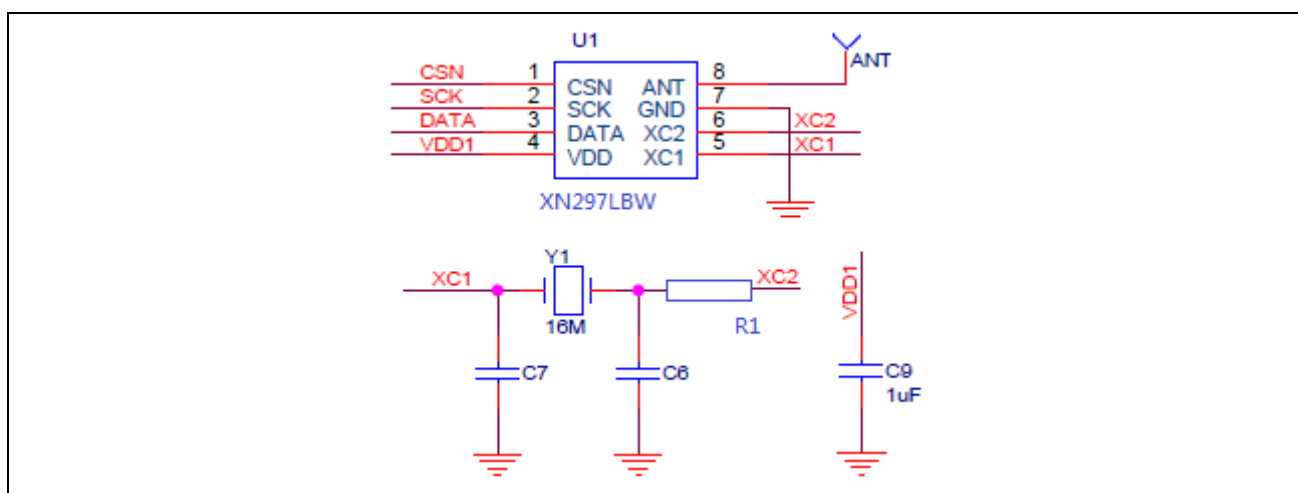 U1
ANT
CSN 1 CSN ANT 8
SCK 2 SCK GND 7
DATA 3 DATA XC2 6 XC2
VDD1 4 VDD XC1 5 XC1
XN297LBW
XC1 Y1 XC2 VDD1
16M R1
C7 C6 C9
1uF